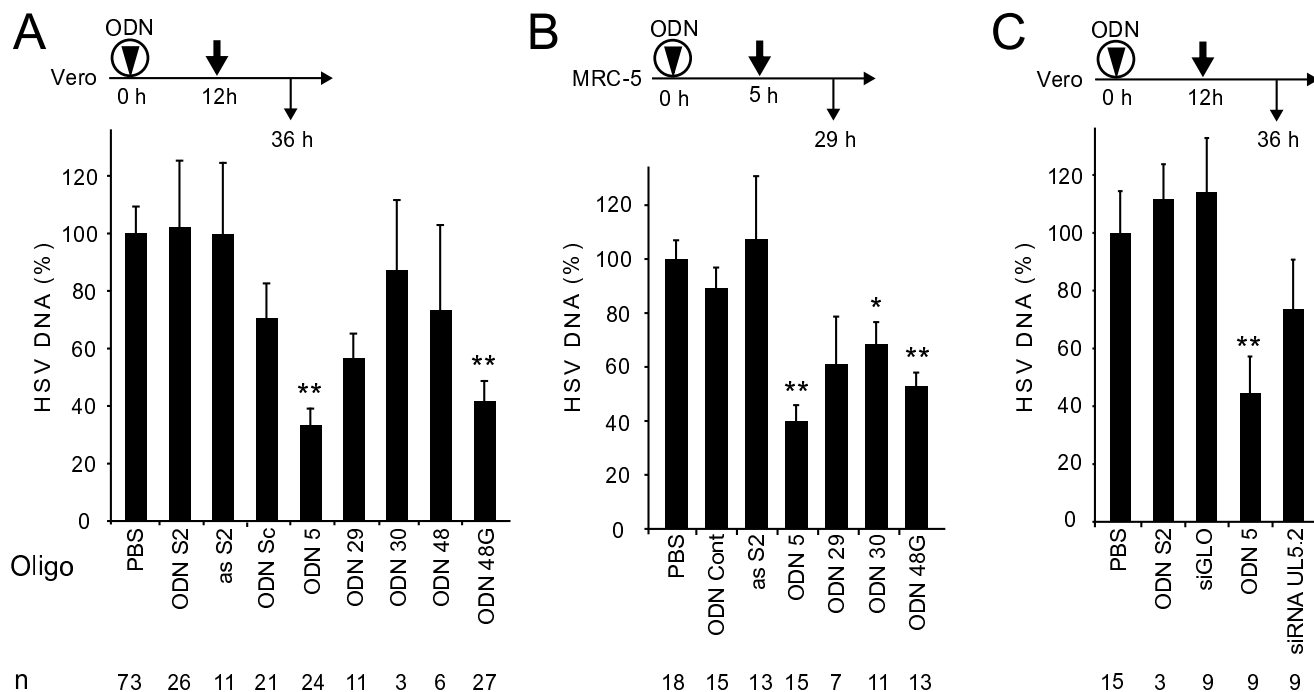 A
ODN
Vero
0 h
12h
36 h
HSV DNA (%)
120
100
80
60
40
20
0
**
**
Oligo
PBS
ODN S2
as S2
ODN Sc
ODN 5
ODN 29
ODN 30
ODN 48
ODN 48G
n
73 26 11 21 24 11 3 6 27
B
ODN
MRC-5
0 h
5 h
29 h
HSV DNA (%)
120
100
80
60
40
20
0
**
*
**
PBS
ODN Cont
as S2
ODN 5
ODN 29
ODN 30
ODN 48G
18 15 13 15 7 11 13
C
ODN
Vero
0 h
12h
36 h
HSV DNA (%)
120
100
80
60
40
20
0
**
PBS
ODN S2
siGLO
ODN 5
siRNA UL5.2
15 3 9 9 9